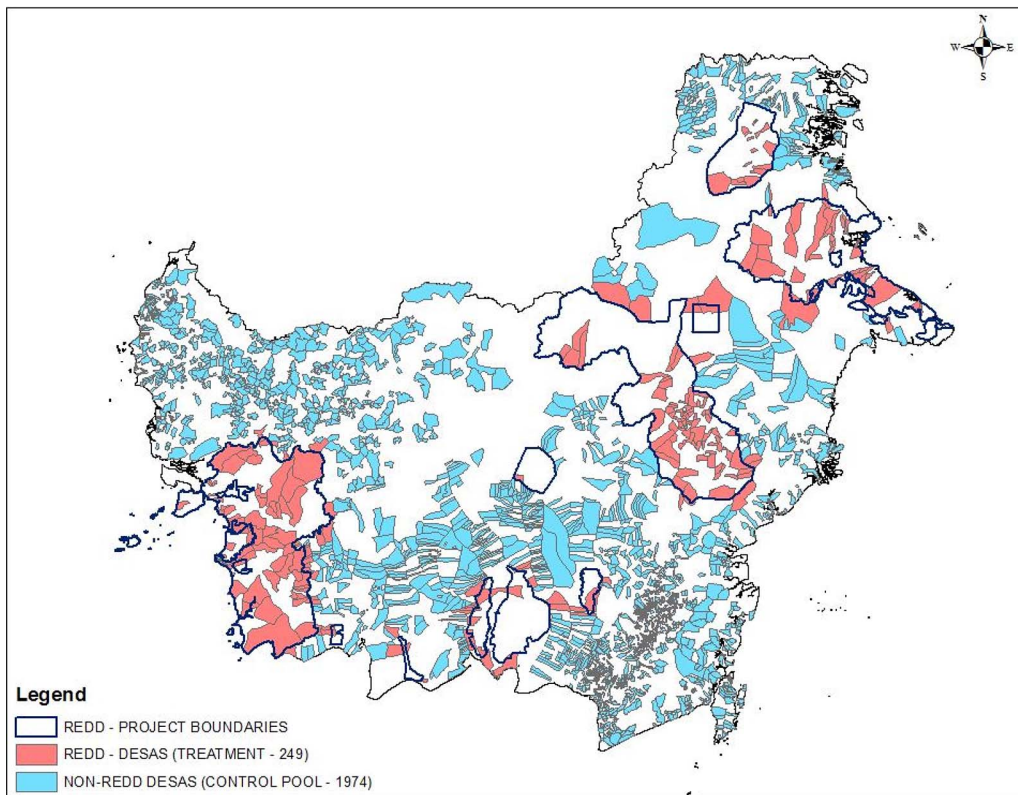 N
W E
S
Legend
REDD - PROJECT BOUNDARIES
REDD - DESAS (TREATMENT - 249)
NON-REDD DESAS (CONTROL POOL - 1974)